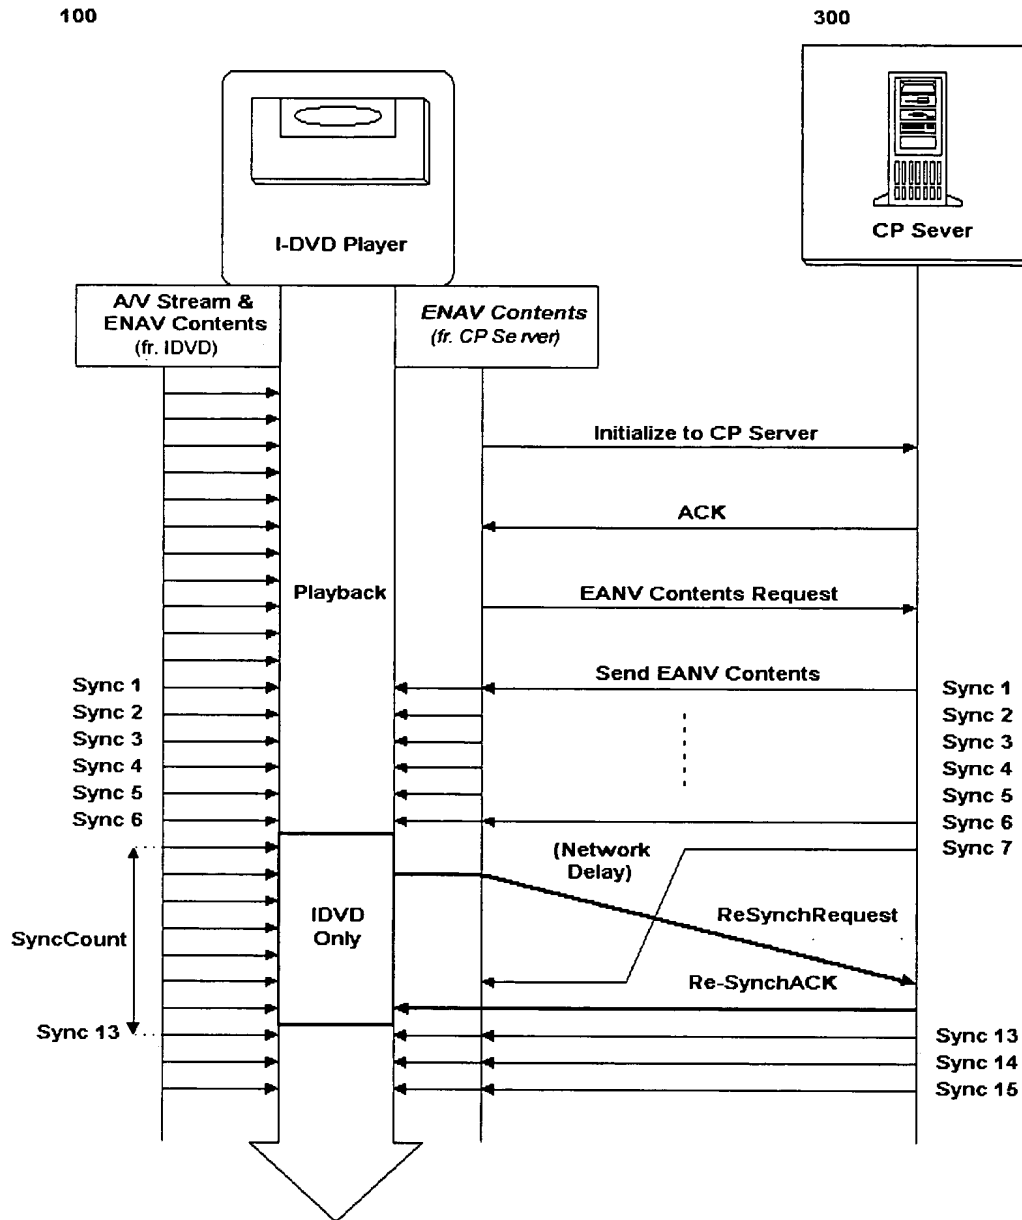 100
300
I-DVD Player
CP Sever
A/V Stream &
ENAV Contents
(fr. IDVD)
ENAV Contents
(fr. CP Server)
Initialize to CP Server
ACK
Playback
EANV Contents Request
Send EANV Contents
Sync 1
Sync 1
Sync 2
Sync 2
Sync 3
Sync 3
Sync 4
Sync 4
Sync 5
Sync 5
Sync 6
Sync 6
(Network
Delay)
Sync 7
IDVD
Only
ReSynchRequest
SyncCount
Re-SynchACK
Sync 13
Sync 13
Sync 14
Sync 15